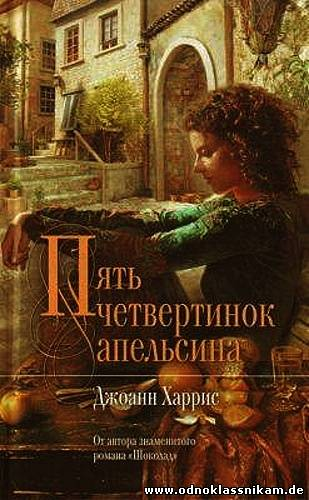 Пять
четвертинок
апельсина
Джоанн Харрис
От автора знаменитого
романа «Шоколад»
www.odnoklassnikam.de